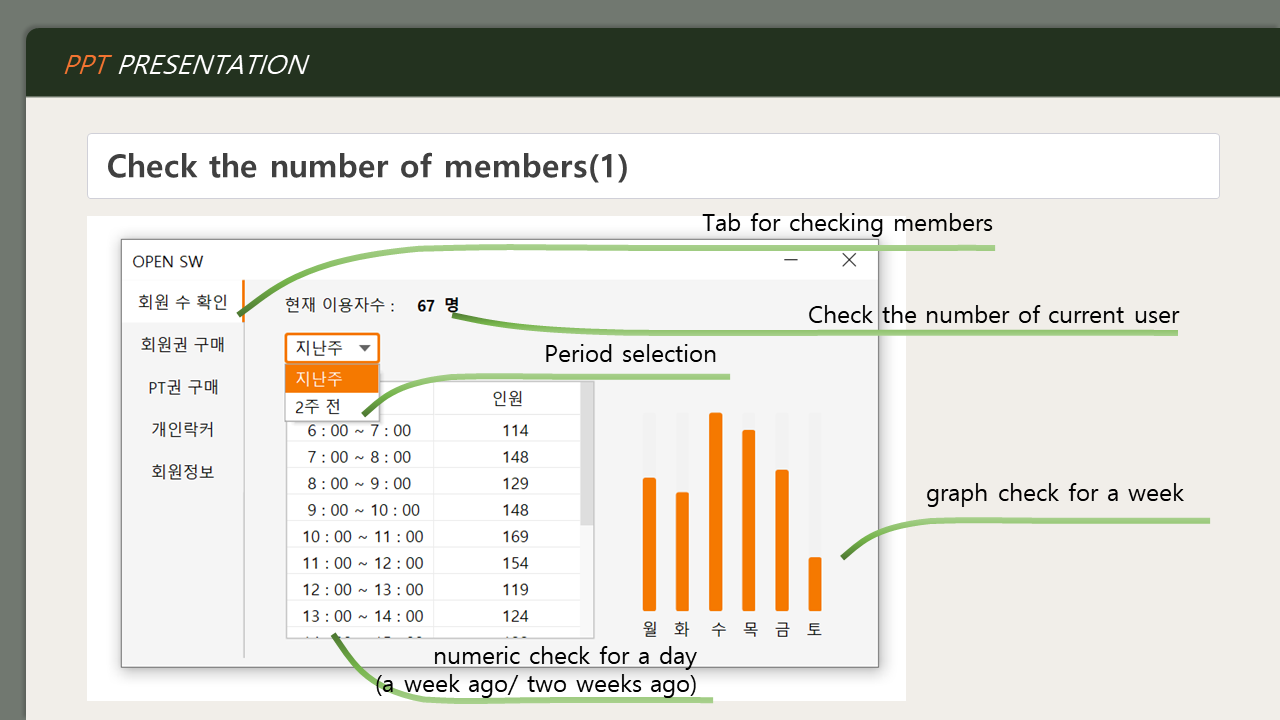 PPT PRESENTATION
Check the number of members(1)
Tab for checking members
OPEN SW
회원 수 확인
현재 이용자수 : 67 명
Check the number of current user
회원권 구매
지난주
Period selection
지난주
PT권 구매
2주 전
인원
개인락커
6 : 00 ~ 7 : 00 114
7 : 00 ~ 8 : 00 148
회원정보
8 : 00 ~ 9 : 00 129
9 : 00 ~ 10 : 00 148
10 : 00 ~ 11 : 00 169
11 : 00 ~ 12 : 00 154
12 : 00 ~ 13 : 00 119
13 : 00 ~ 14 : 00 124
graph check for a week
월 화 수 목 금 토
numeric check for a day
(a week ago/ two weeks ago)